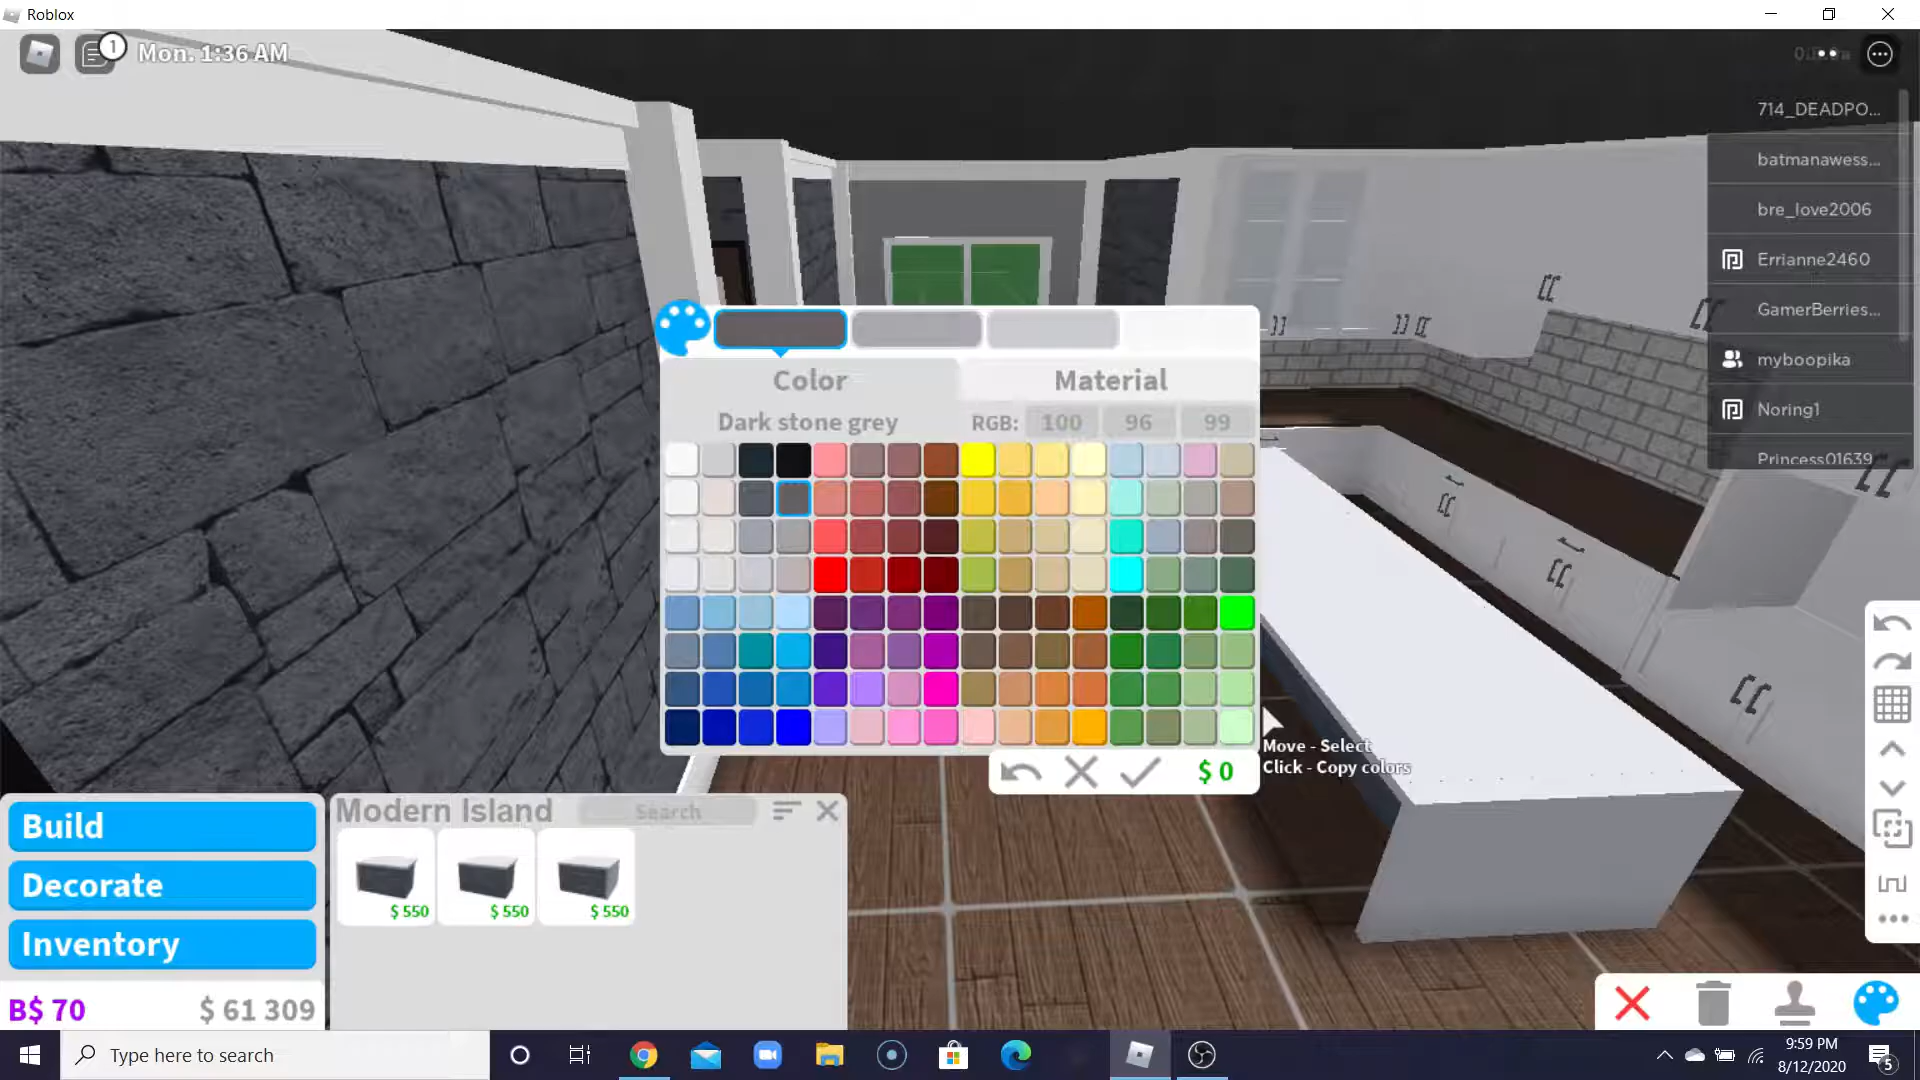 Roblox
1
Mon. 1:36 AM
714_DEADPO...
batmanawess...
bre_love2006
Errianne2460
GamerBerries...
myboopika
Noring1
Princess01639
Color
Material
Dark stone grey
RGB: 100 96 99
$ 0
Move - Select
Click - Copy colors
Build
Decorate
Inventory
B$ 70
$ 61 309
Modern Island
Search
$ 550
$ 550
$ 550
Type here to search
9:59 PM
8/12/2020
5